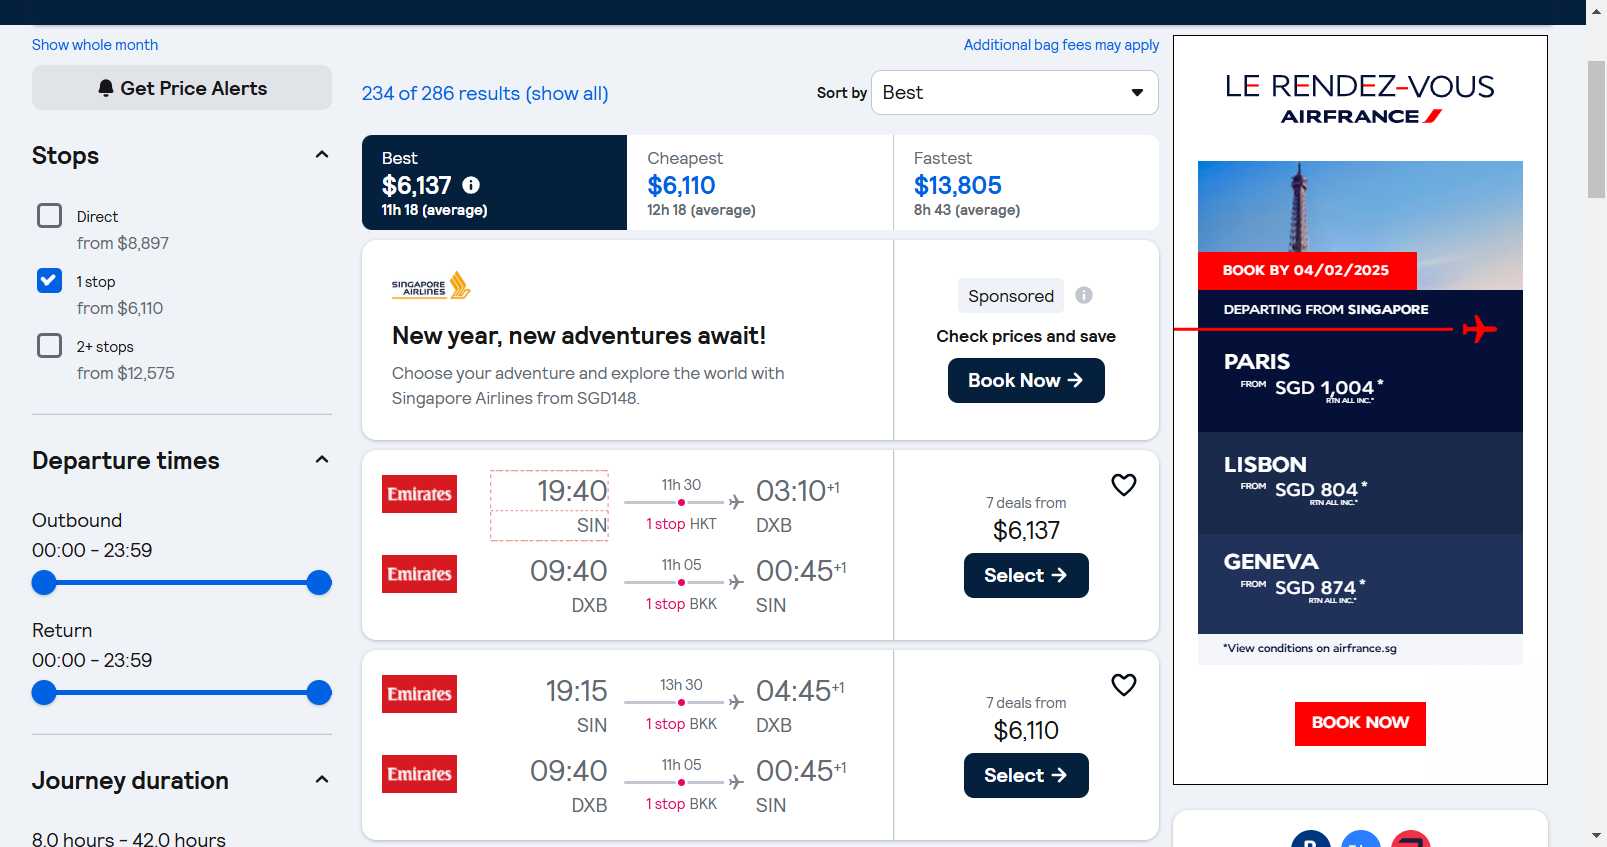 Show whole month
Get Price Alerts
Stops
Direct
from $8,897
1 stop
from $6,110
2+ stops
from $12,575
Departure times
Outbound
00:00 - 23:59
Return
00:00 - 23:59
Journey duration
8.0 hours - 42.0 hours
Additional bag fees may apply
234 of 286 results (show all)
Sort by
Best
Best
$6,137
11h 18 (average)
Cheapest
$6,110
12h 18 (average)
Fastest
$13,805
8h 43 (average)
SINGAPORE
AIRLINES
New year, new adventures await!
Choose your adventure and explore the world with
Singapore Airlines from SGD148.
Sponsored
Check prices and save
Book Now →
Emirates
19:40
SIN
11h 30
1 stop HKT
03:10+1
DXB
Emirates
09:40
DXB
11h 05
1 stop BKK
00:45+1
SIN
7 deals from
$6,137
Select →
Emirates
19:15
SIN
13h 30
1 stop BKK
04:45+1
DXB
Emirates
09:40
DXB
11h 05
1 stop BKK
00:45+1
SIN
7 deals from
$6,110
Select →
LE RENDEZ-VOUS
AIRFRANCE
BOOK BY 04/02/2025
DEPARTING FROM SINGAPORE
PARIS
FROM SGD 1,004*
RTN ALL INC.*
LISBON
FROM SGD 804*
RTN ALL INC.*
GENEVA
FROM SGD 874*
RTN ALL INC.*
*View conditions on airfrance.sg
BOOK NOW